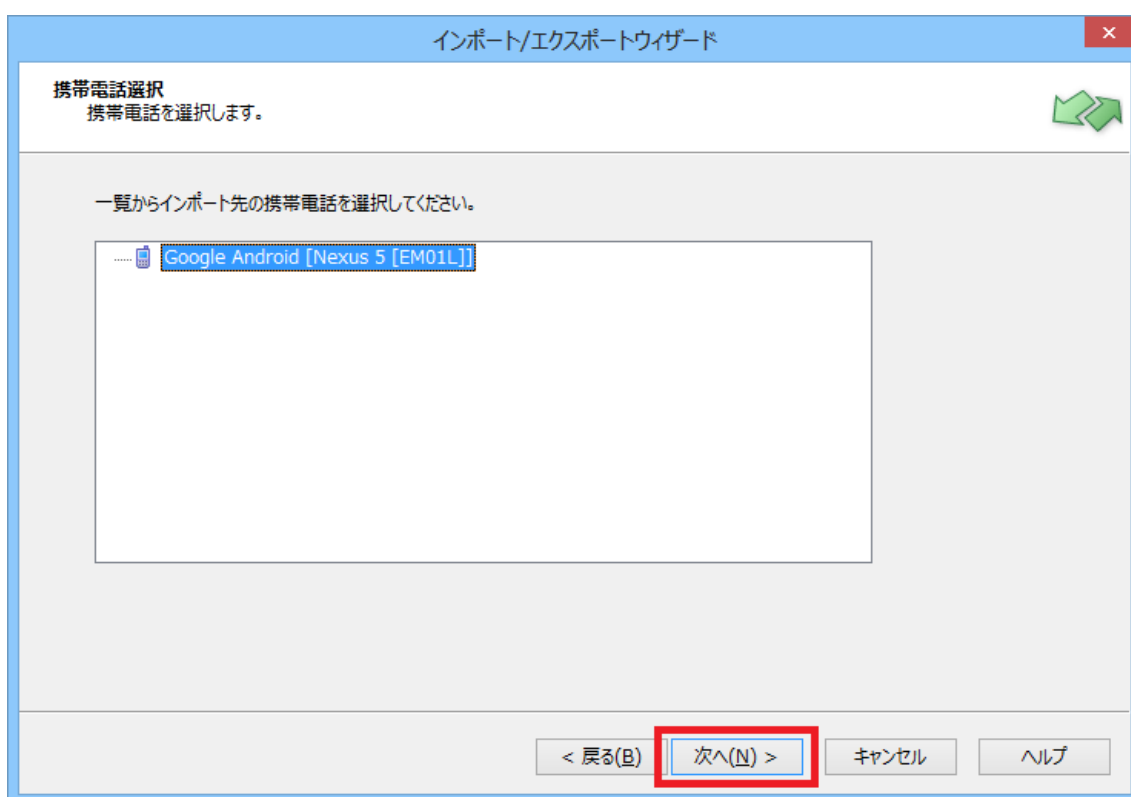 インポート/エクスポートウィザード
携帯電話選択
携帯電話を選択します。
一覧からインポート先の携帯電話を選択してください。
Google Android [Nexus 5 [EM01L]]
< 戻る(B) 次へ(N) > キャンセル ヘルプ